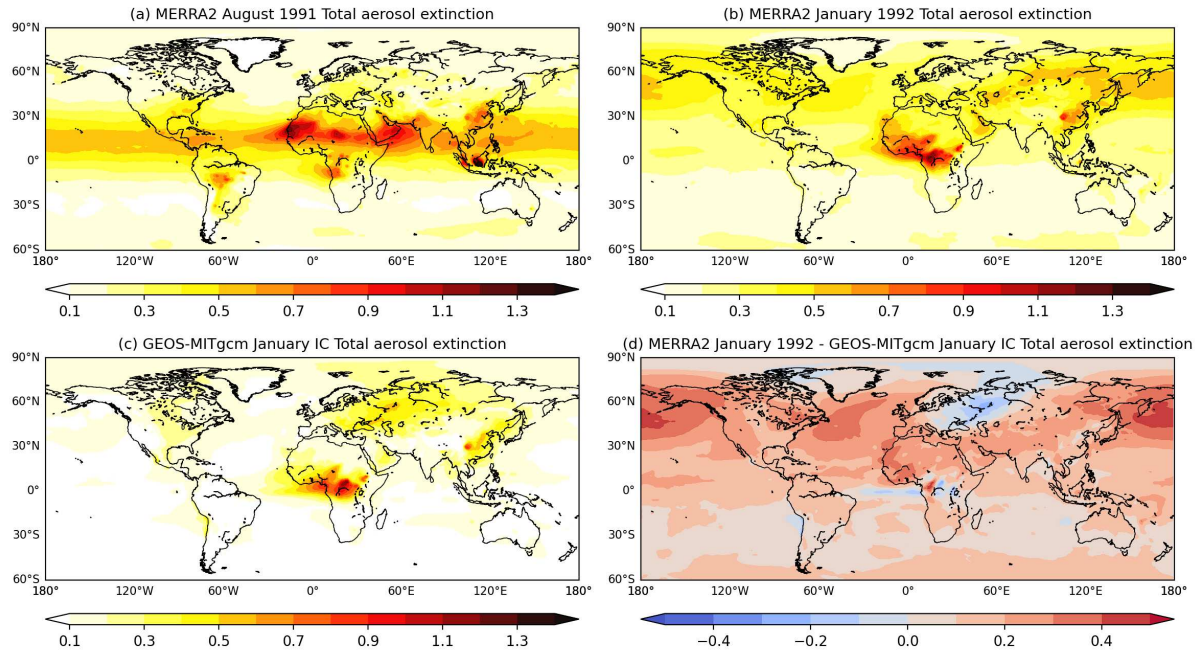 (a) MERRA2 August 1991 Total aerosol extinction
90°N
60°N
30°N
0°
30°S
60°S
180° 120°W 60°W 0° 60°E 120°E 180°
0.1 0.3 0.5 0.7 0.9 1.1 1.3
(b) MERRA2 January 1992 Total aerosol extinction
90°N
60°N
30°N
0°
30°S
60°S
180° 120°W 60°W 0° 60°E 120°E 180°
0.1 0.3 0.5 0.7 0.9 1.1 1.3
(c) GEOS-MITgcm January IC Total aerosol extinction
90°N
60°N
30°N
0°
30°S
60°S
180° 120°W 60°W 0° 60°E 120°E 180°
0.1 0.3 0.5 0.7 0.9 1.1 1.3
(d) MERRA2 January 1992 - GEOS-MITgcm January IC Total aerosol extinction
90°N
60°N
30°N
0°
30°S
60°S
180° 120°W 60°W 0° 60°E 120°E 180°
−0.4 −0.2 0.0 0.2 0.4